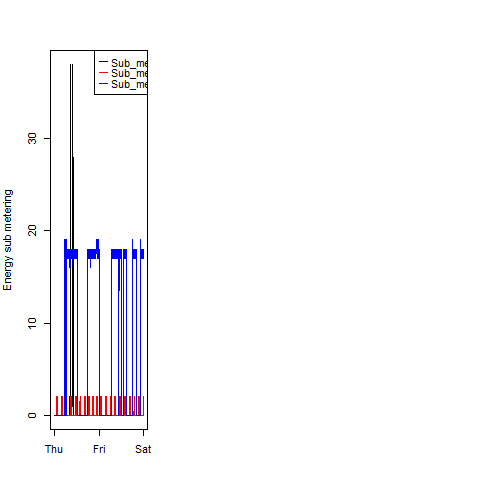 Sub_me
Sub_me
Sub_me
Energy sub metering
30
20
10
0
Thu Fri Sat